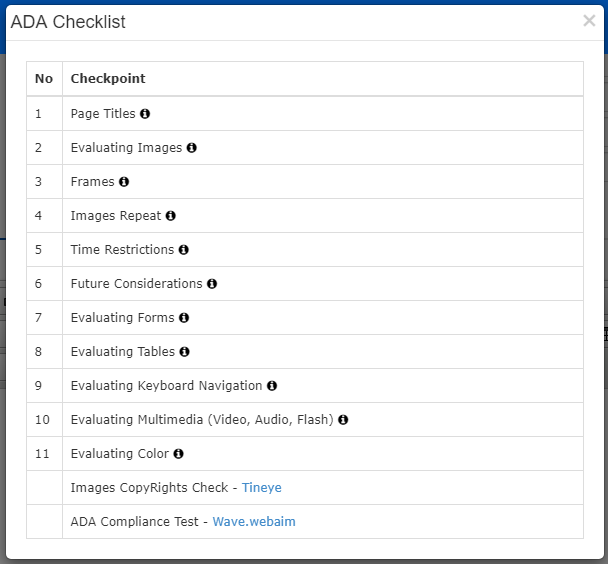 ADA Checklist
No Checkpoint
1 Page Titles
2 Evaluating Images
3 Frames
4 Images Repeat
5 Time Restrictions
6 Future Considerations
7 Evaluating Forms
8 Evaluating Tables
9 Evaluating Keyboard Navigation
10 Evaluating Multimedia (Video, Audio, Flash)
11 Evaluating Color
Images CopyRights Check - Tineye
ADA Compliance Test - Wave.webaim